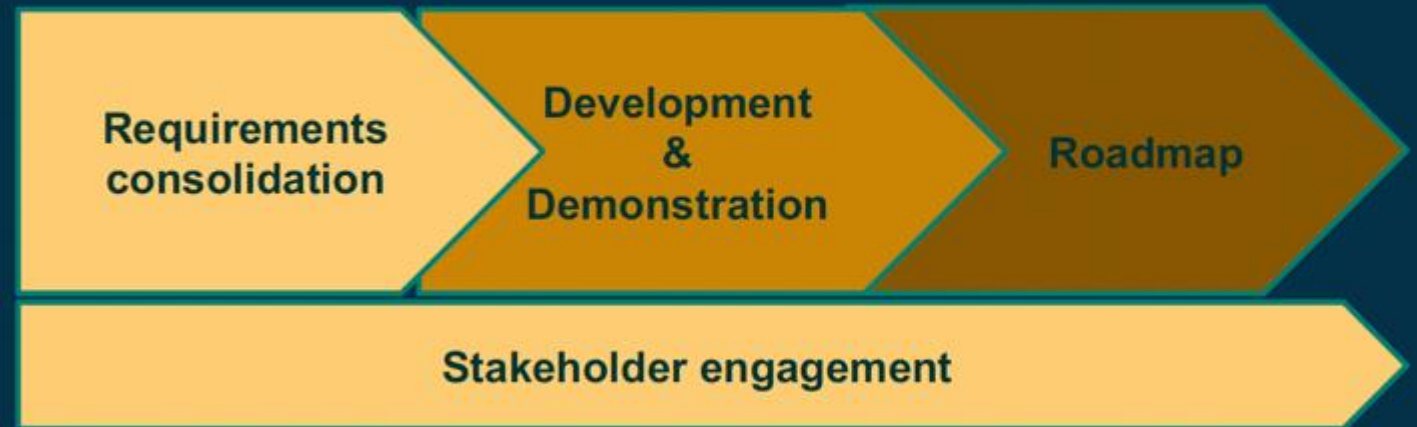 Requirements
consolidation
Development
&
Demonstration
Roadmap
Stakeholder engagement